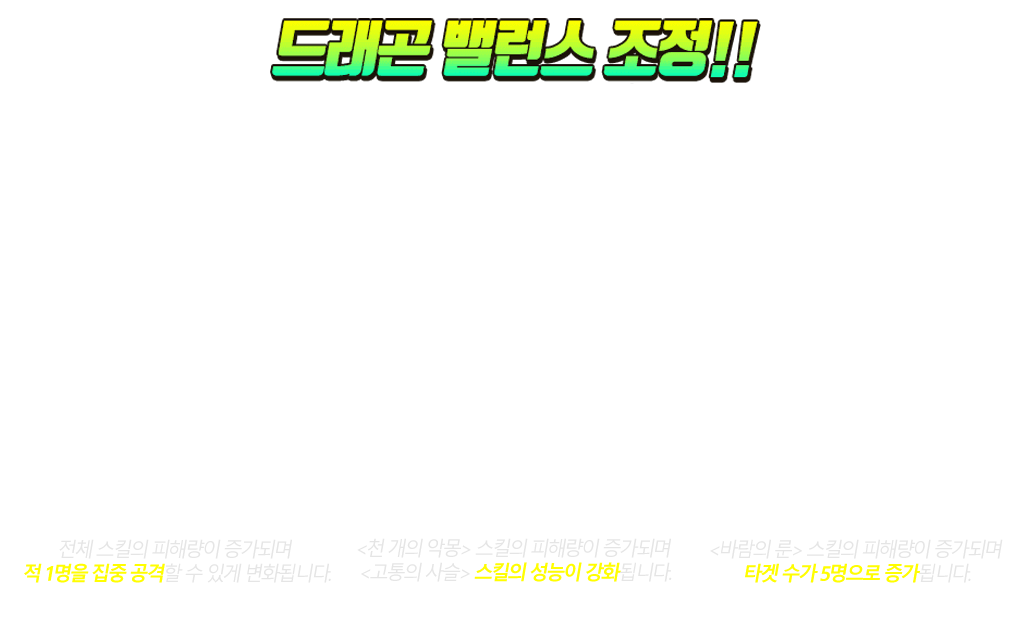 드래곤 밸런스 조정!!
전체 스킬의 피해량이 증가되며
적 1명을 집중 공격할 수 있게 변화됩니다.
<천 개의 악몽> 스킬의 피해량이 증가되며
<고통의 사슬> 스킬의 성능이 강화됩니다.
<바람의 룬> 스킬의 피해량이 증가되며
타겟 수가 5명으로 증가됩니다.